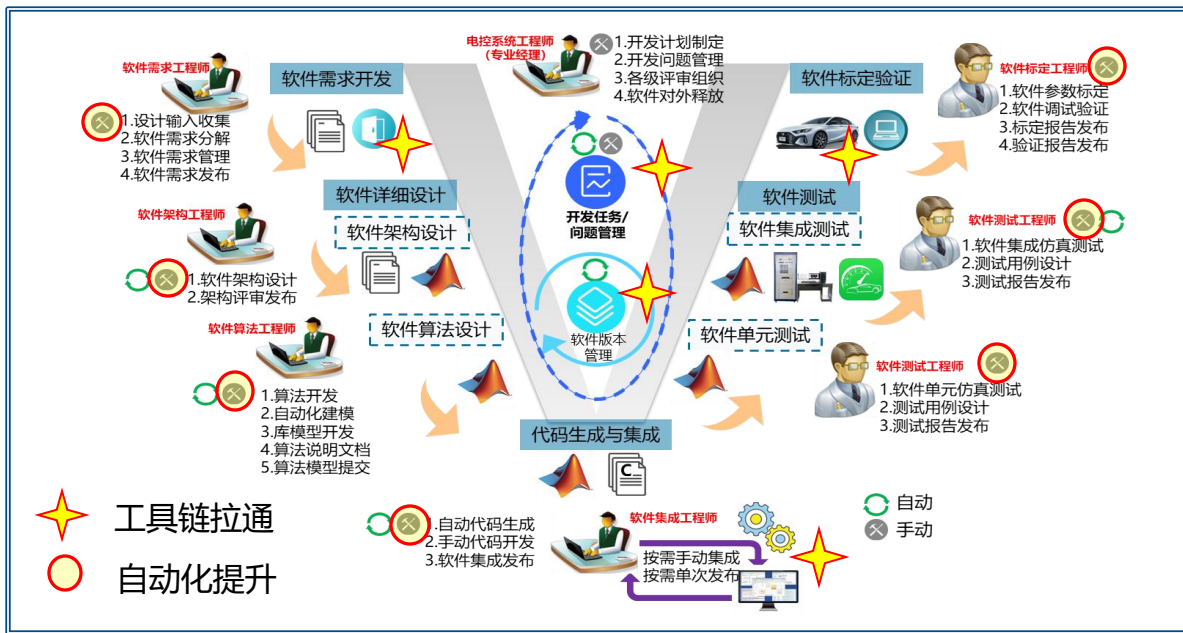 软件需求工程师
1.设计输入收集
2.软件需求分解
3.软件需求管理
4.软件需求发布
软件需求开发
电控系统工程师
（专业经理）
1.开发计划制定
2.开发问题管理
3.各级评审组织
4.软件对外释放
软件标定验证
软件标定工程师
1.软件参数标定
2.软件调试验证
3.标定报告发布
4.验证报告发布
软件架构工程师
1.软件架构设计
2.架构评审发布
软件详细设计
软件架构设计
开发任务/
问题管理
软件测试
软件集成测试
软件测试工程师
1.软件集成仿真测试
2.测试用例设计
3.测试报告发布
软件算法工程师
1.算法开发
2.自动化建模
3.库模型开发
4.算法说明文档
5.算法模型提交
软件算法设计
软件版本
管理
软件单元测试
软件测试工程师
1.软件单元仿真测试
2.测试用例设计
3.测试报告发布
代码生成与集成
C
1.自动代码生成
2.手动代码开发
3.软件集成发布
软件集成工程师
按需手动集成
按需单次发布
自动
手动
工具链拉通
自动化提升